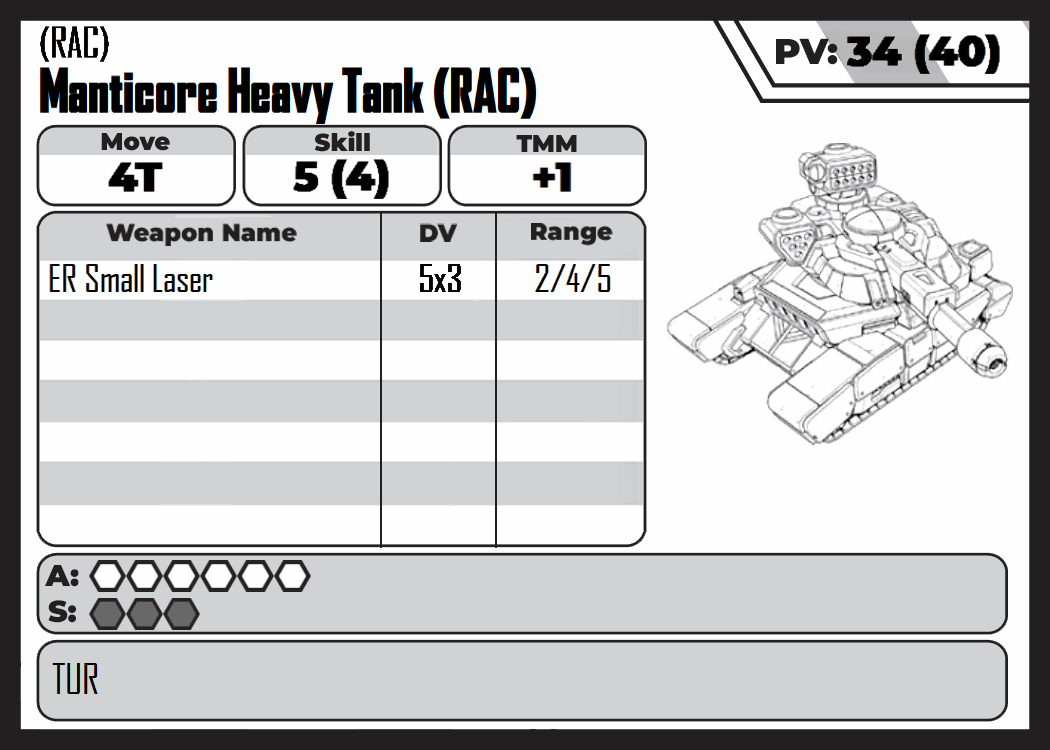 (RAC)
PV: 34 (40)
Manticore Heavy Tank (RAC)
Move Skill TMM
4T 5 (4) +1
Weapon Name DV Range
ER Small Laser 5x3 2/4/5
A:
S:
TUR